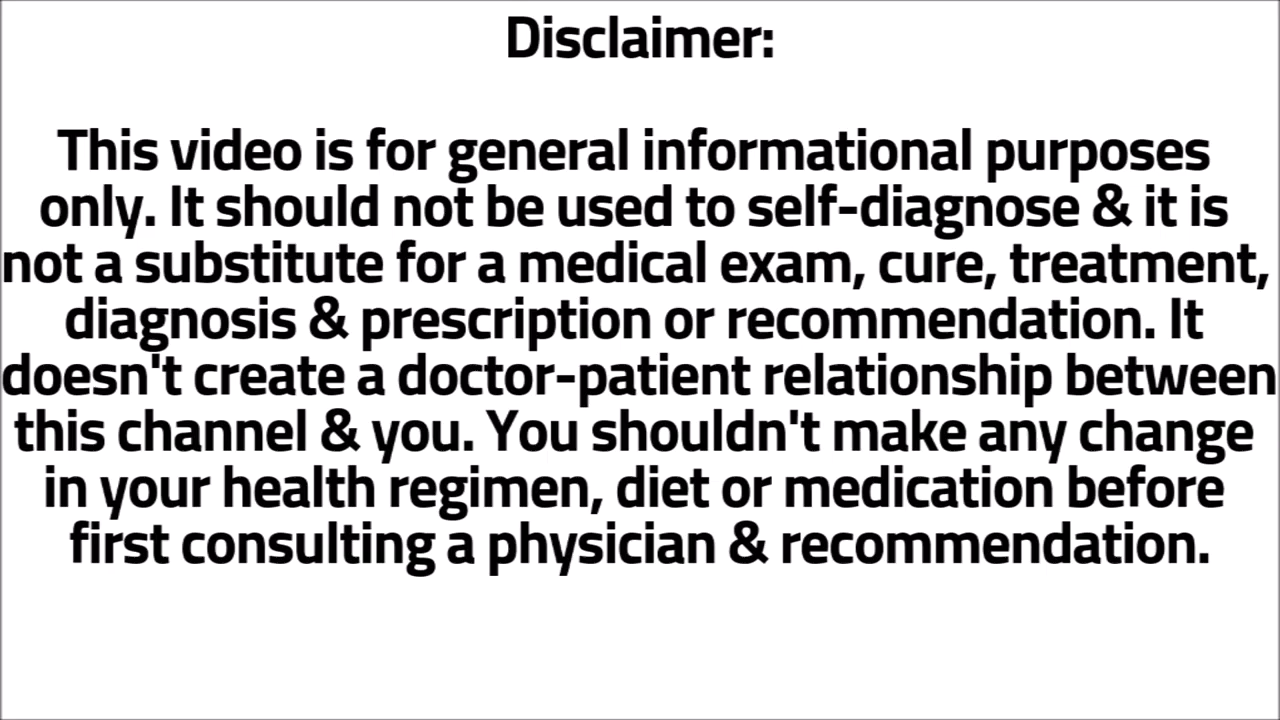 Disclaimer:
This video is for general informational purposes
only. It should not be used to self-diagnose & it is
not a substitute for a medical exam, cure, treatment,
diagnosis & prescription or recommendation. It
doesn't create a doctor-patient relationship between
this channel & you. You shouldn't make any change
in your health regimen, diet or medication before
first consulting a physician & recommendation.